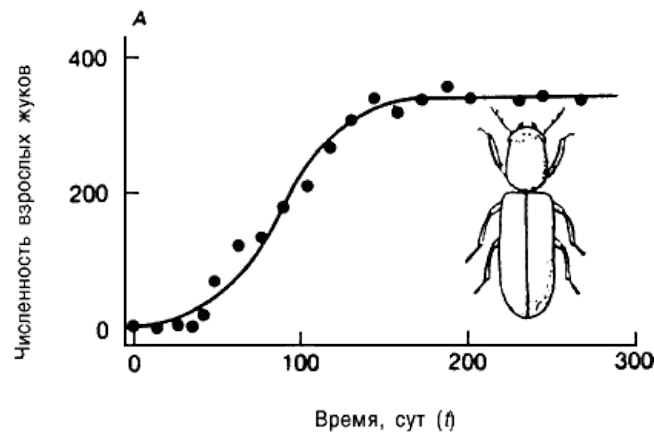 А
400
200
0
Численность взрослых жуков
0 100 200 300
Время, сут (t)